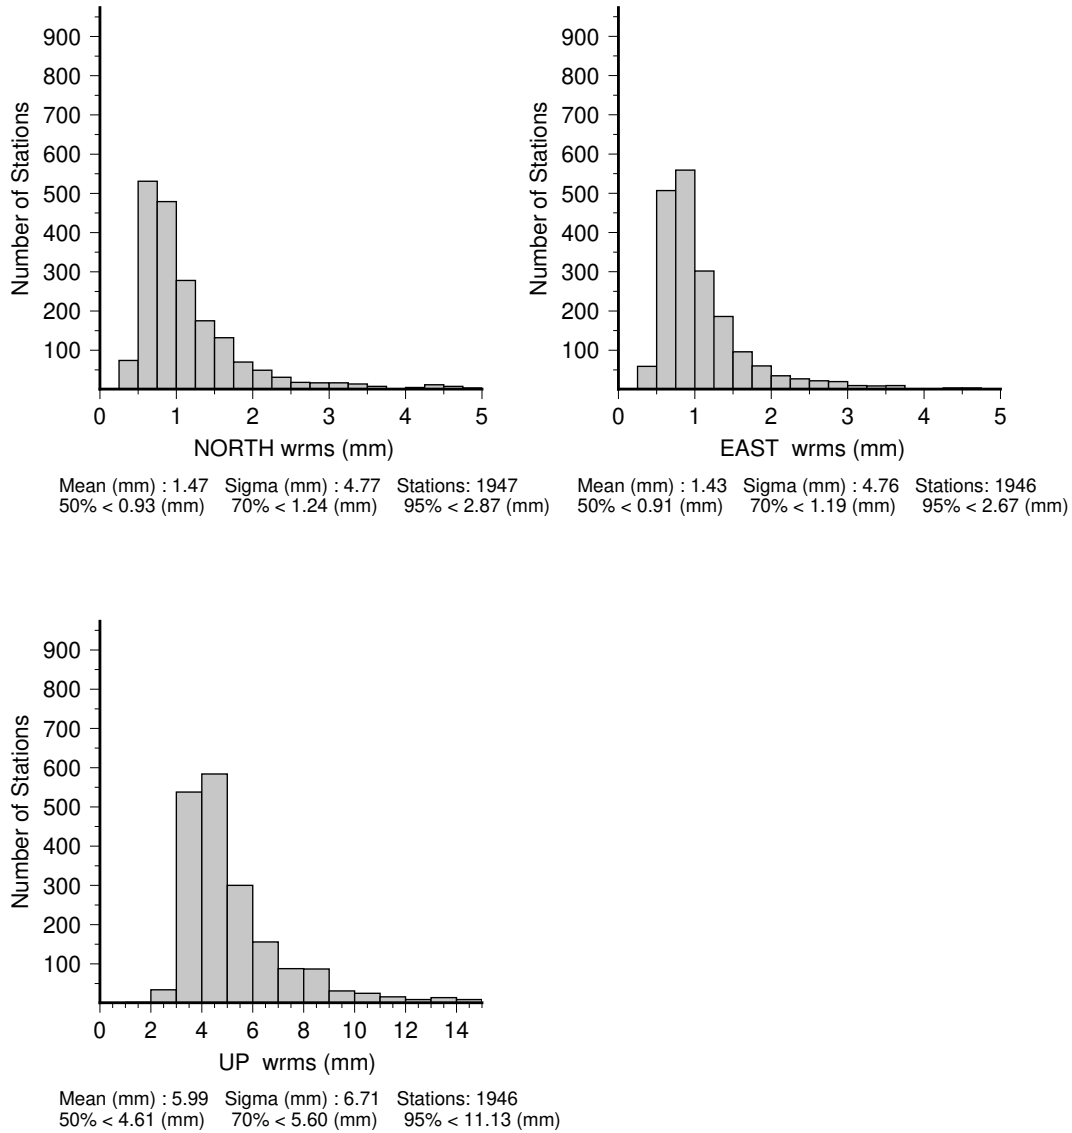 900
800
700
600
500
400
300
200
100
Number of Stations
0 1 2 3 4 5
NORTH wrms (mm)
Mean (mm) : 1.47 Sigma (mm) : 4.77 Stations: 1947
50% < 0.93 (mm) 70% < 1.24 (mm) 95% < 2.87 (mm)
900
800
700
600
500
400
300
200
100
Number of Stations
0 1 2 3 4 5
EAST wrms (mm)
Mean (mm) : 1.43 Sigma (mm) : 4.76 Stations: 1946
50% < 0.91 (mm) 70% < 1.19 (mm) 95% < 2.67 (mm)
900
800
700
600
500
400
300
200
100
Number of Stations
0 2 4 6 8 10 12 14
UP wrms (mm)
Mean (mm) : 5.99 Sigma (mm) : 6.71 Stations: 1946
50% < 4.61 (mm) 70% < 5.60 (mm) 95% < 11.13 (mm)